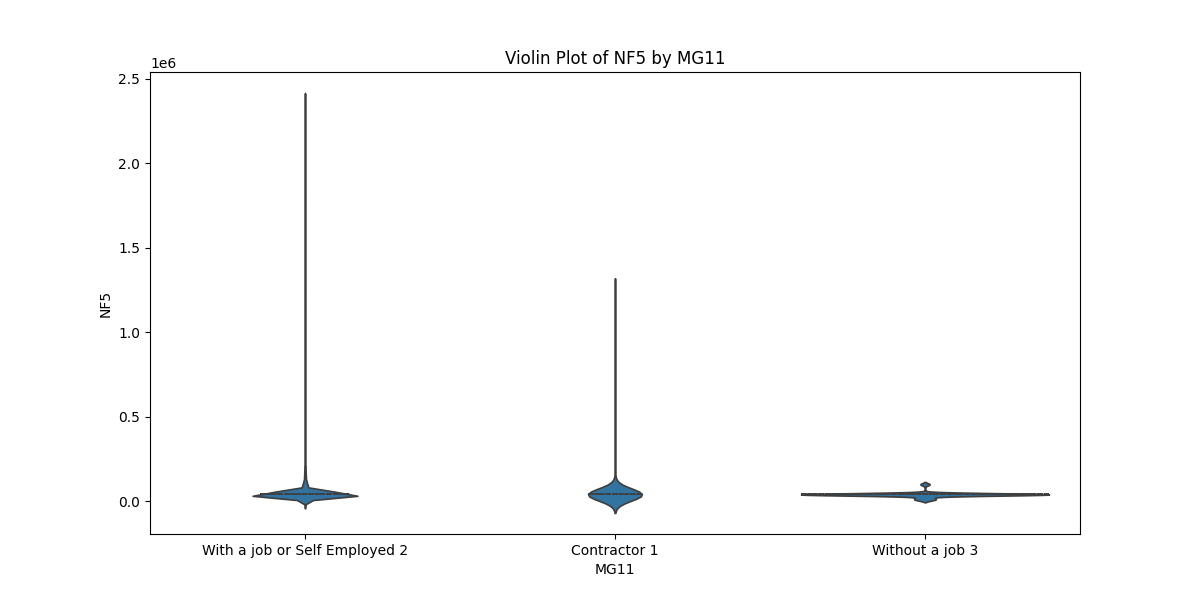 Violin Plot of NF5 by MG11
1e6
2.5
2.0
1.5
1.0
0.5
0.0
NF5
With a job or Self Employed 2
Contractor 1
Without a job 3
MG11